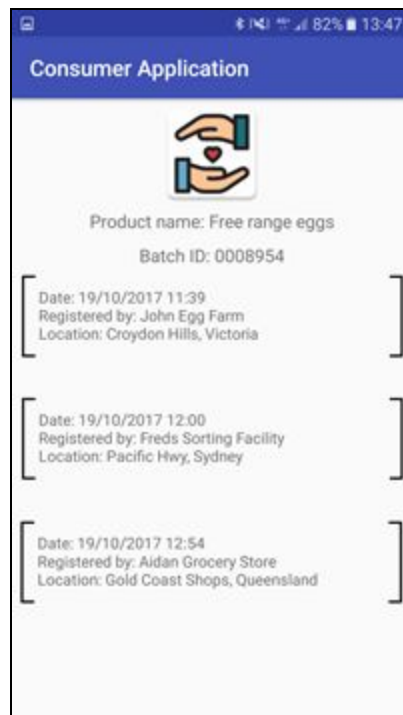 82% 13:47
Consumer Application
Product name: Free range eggs
Batch ID: 0008954
Date: 19/10/2017 11:39
Registered by: John Egg Farm
Location: Croydon Hills, Victoria
Date: 19/10/2017 12:00
Registered by: Freds Sorting Facility
Location: Pacific Hwy, Sydney
Date: 19/10/2017 12:54
Registered by: Aidan Grocery Store
Location: Gold Coast Shops, Queensland